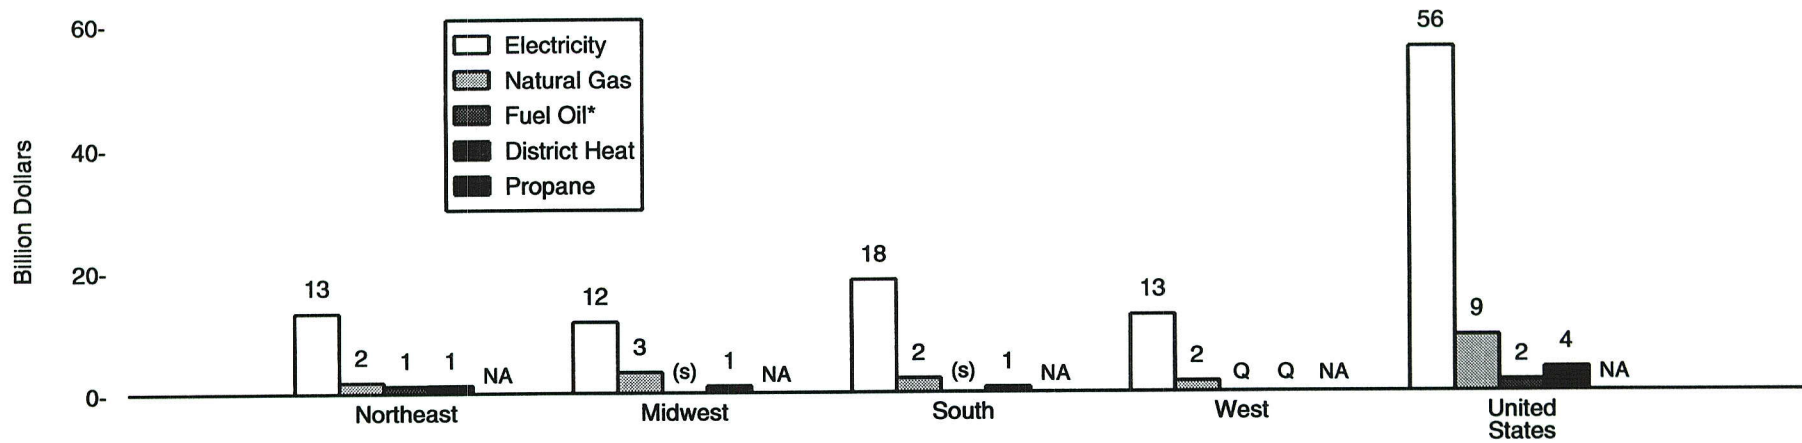 Billion Dollars
60-
40-
20-
0-
Electricity
Natural Gas
Fuel Oil*
District Heat
Propane
13
2
1
1
NA
12
3
(s)
1
NA
18
2
(s)
1
NA
13
2
Q
Q
NA
56
9
2
4
NA
Northeast
Midwest
South
West
United
States